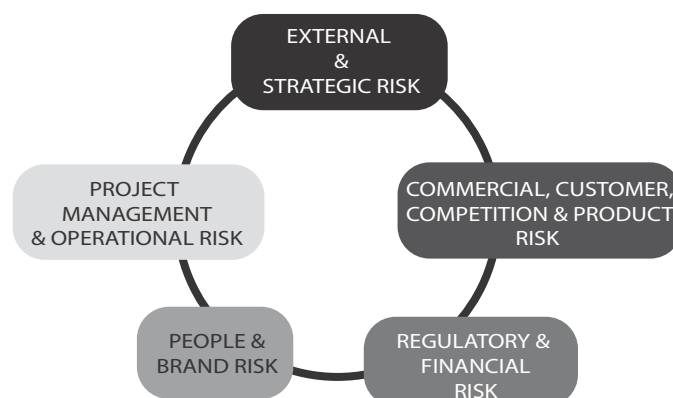 EXTERNAL
&
STRATEGIC RISK
COMMERCIAL, CUSTOMER,
COMPETITION & PRODUCT
RISK
REGULATORY &
FINANCIAL
RISK
PEOPLE &
BRAND RISK
PROJECT
MANAGEMENT
& OPERATIONAL RISK